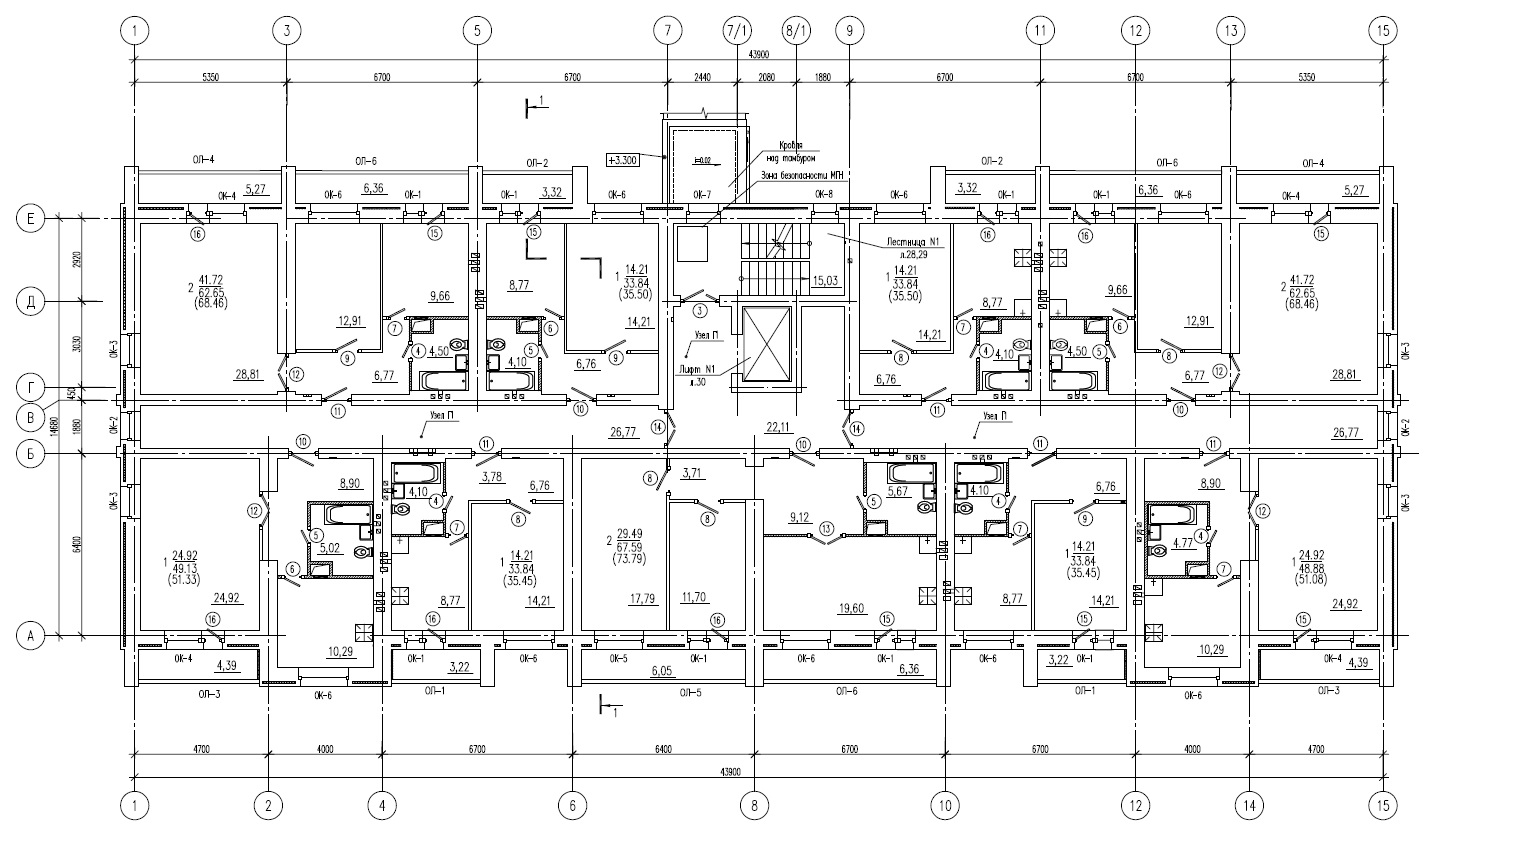 1 3 5 7 7/1 8/1 9 11 12 13 15
43900
5350 6700 6700 2440 2080 1880 6700 6700 5350
1
+3.300
i=0.02
Кровля
над тамбуром
Зона безопасности МГН
ОЛ-4 ОЛ-6 ОЛ-2 ОЛ-2 ОЛ-6 ОЛ-4
ОК-4 5,27 ОК-6 6,36 ОК-1 ОК-1 3,32 ОК-6 ОК-7 ОК-8 ОК-6 3,32 ОК-1 ОК-1 6,36 ОК-6 ОК-4 5,27
Е
16 15 15 16 16 15
Лестница N1
л.28,29
2920
2 41.72
62.65
(68.46)
9,66
12,91
8,77
1 14.21
33.84
(35.50)
14,21
15,03
1 14.21
33.84
(35.50)
14,21
8,77
9,66
12,91
2 41.72
62.65
(68.46)
Д
3
7 6 7 6
3030
ОК-3
9 4 4,50 5 4,10 9
Узел П
8 4 4,10 4,50 5 8
ОК-3
28,81 12 6,77 6,76
Лифт N1
л.30
6,76 6,77 12 28,81
Г
450
11 10 11 10
В
14680
1880
ОК-2
Узел П
26,77 14 22,11 14
Узел П
26,77
ОК-2
Б
10 11 10 11 11
ОК-3
8,90 4,10 4 3,78 6,76 8 3,71 5 5,67 4,10 4 6,76 8,90
ОК-3
12 5 5,02 7 8 8 9,12 13 7 9 4,77 4 12
6400
1 24.92
49.13
(51.33)
24,92
6
1 14.21
33.84
(35.45)
14,21
8,77
2 29.49
67.59
(73.79)
17,79
11,70
19,60
8,77
1 14.21
33.84
(35.45)
14,21
7
1 24.92
48.88
(51.08)
24,92
А
16 16 16 15 15 15
10,29 10,29
ОК-4 ОК-1 ОК-6 ОК-5 ОК-1 ОК-6 ОК-1 ОК-6 ОК-1 ОК-4
4,39 3,22 6,05 6,36 3,22 4,39
ОЛ-3 ОК-6 ОЛ-1 ОЛ-5 ОЛ-6 ОЛ-1 ОК-6 ОЛ-3
1
4700 4000 6700 6400 6700 6700 4000 4700
43900
1 2 4 6 8 10 12 14 15